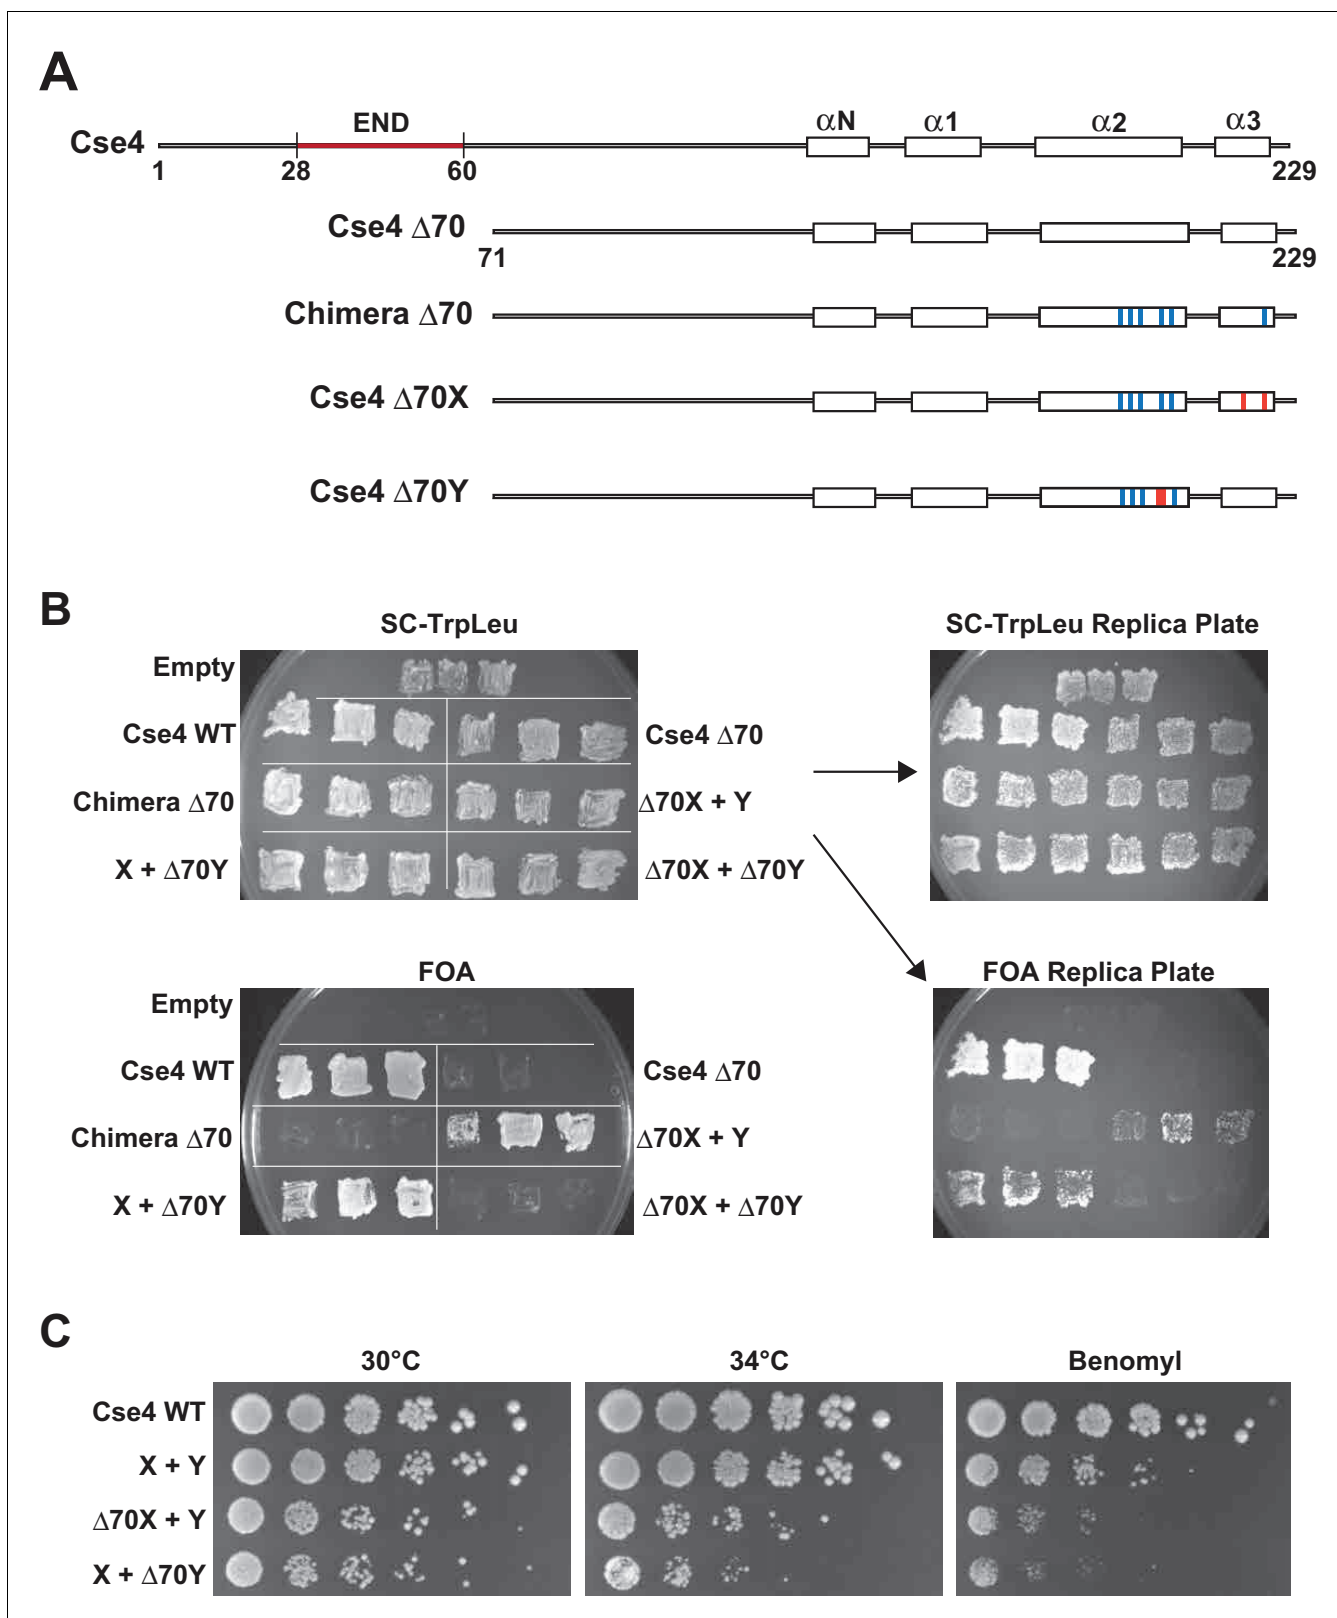 A
END
αN α1 α2 α3
Cse4
1 28 60 229
Cse4 Δ70
71 229
Chimera Δ70
Cse4 Δ70X
Cse4 Δ70Y
B
SC-TrpLeu
SC-TrpLeu Replica Plate
Empty
Cse4 WT
Cse4 Δ70
Chimera Δ70
Δ70X + Y
X + Δ70Y
Δ70X + Δ70Y
FOA
FOA Replica Plate
Empty
Cse4 WT
Cse4 Δ70
Chimera Δ70
Δ70X + Y
X + Δ70Y
Δ70X + Δ70Y
C
30°C 34°C Benomyl
Cse4 WT
X + Y
Δ70X + Y
X + Δ70Y